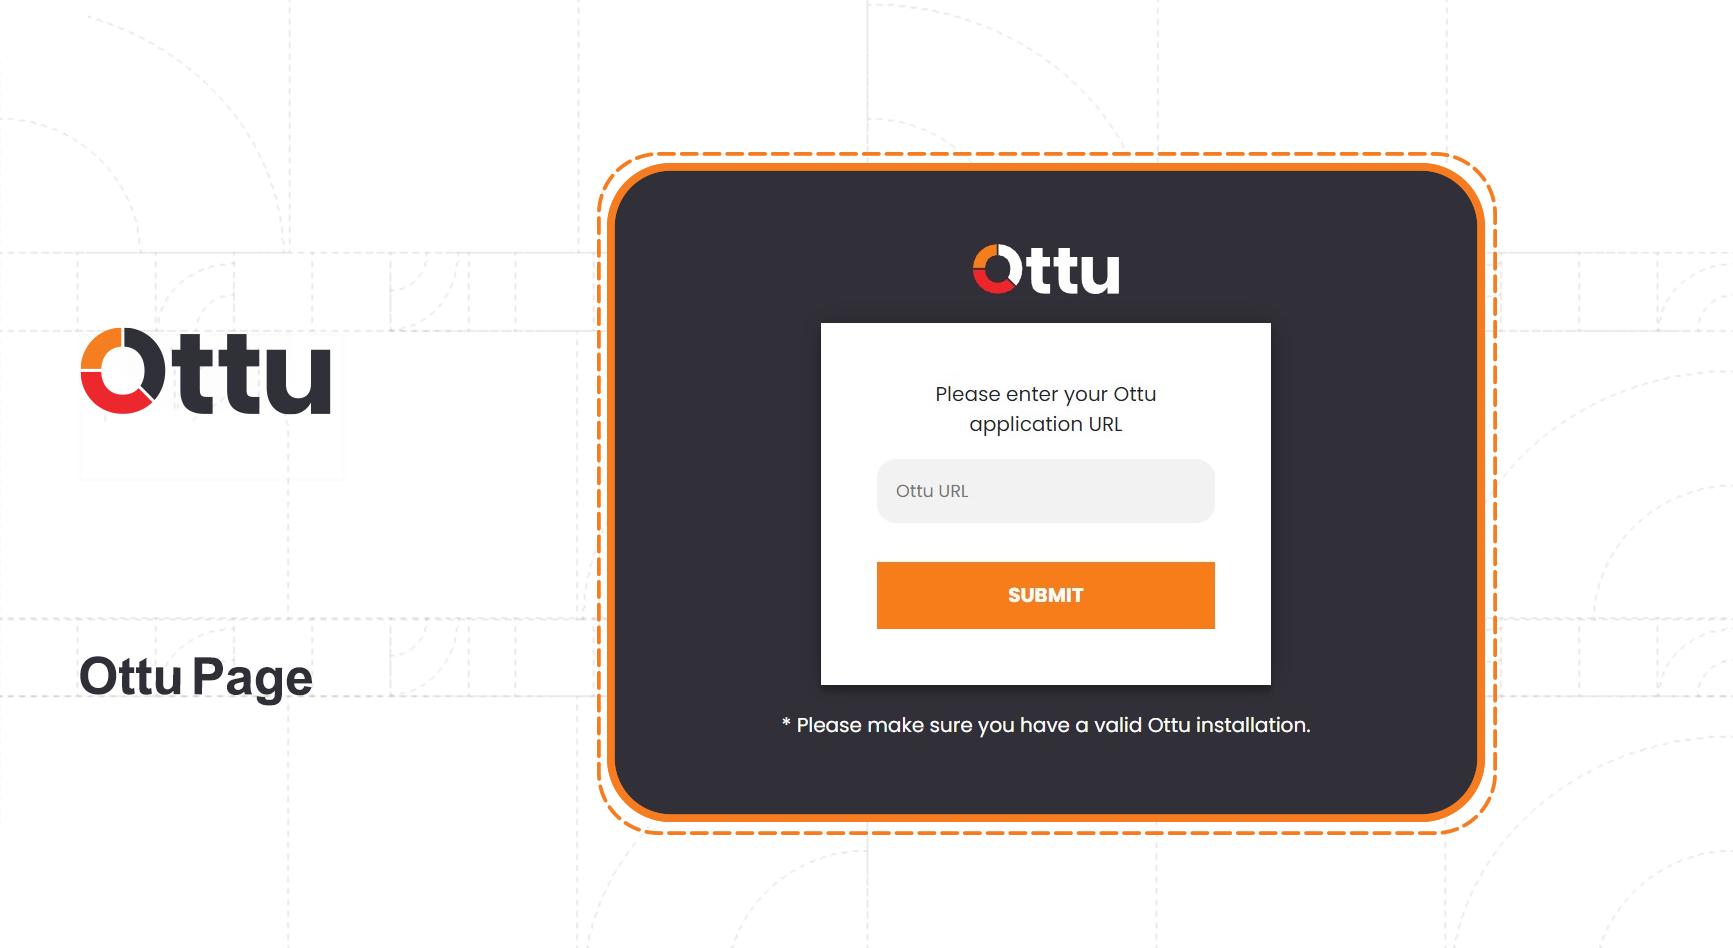 Ottu
Ottu Page
Ottu
Please enter your Ottu
application URL
Ottu URL
SUBMIT
* Please make sure you have a valid Ottu installation.